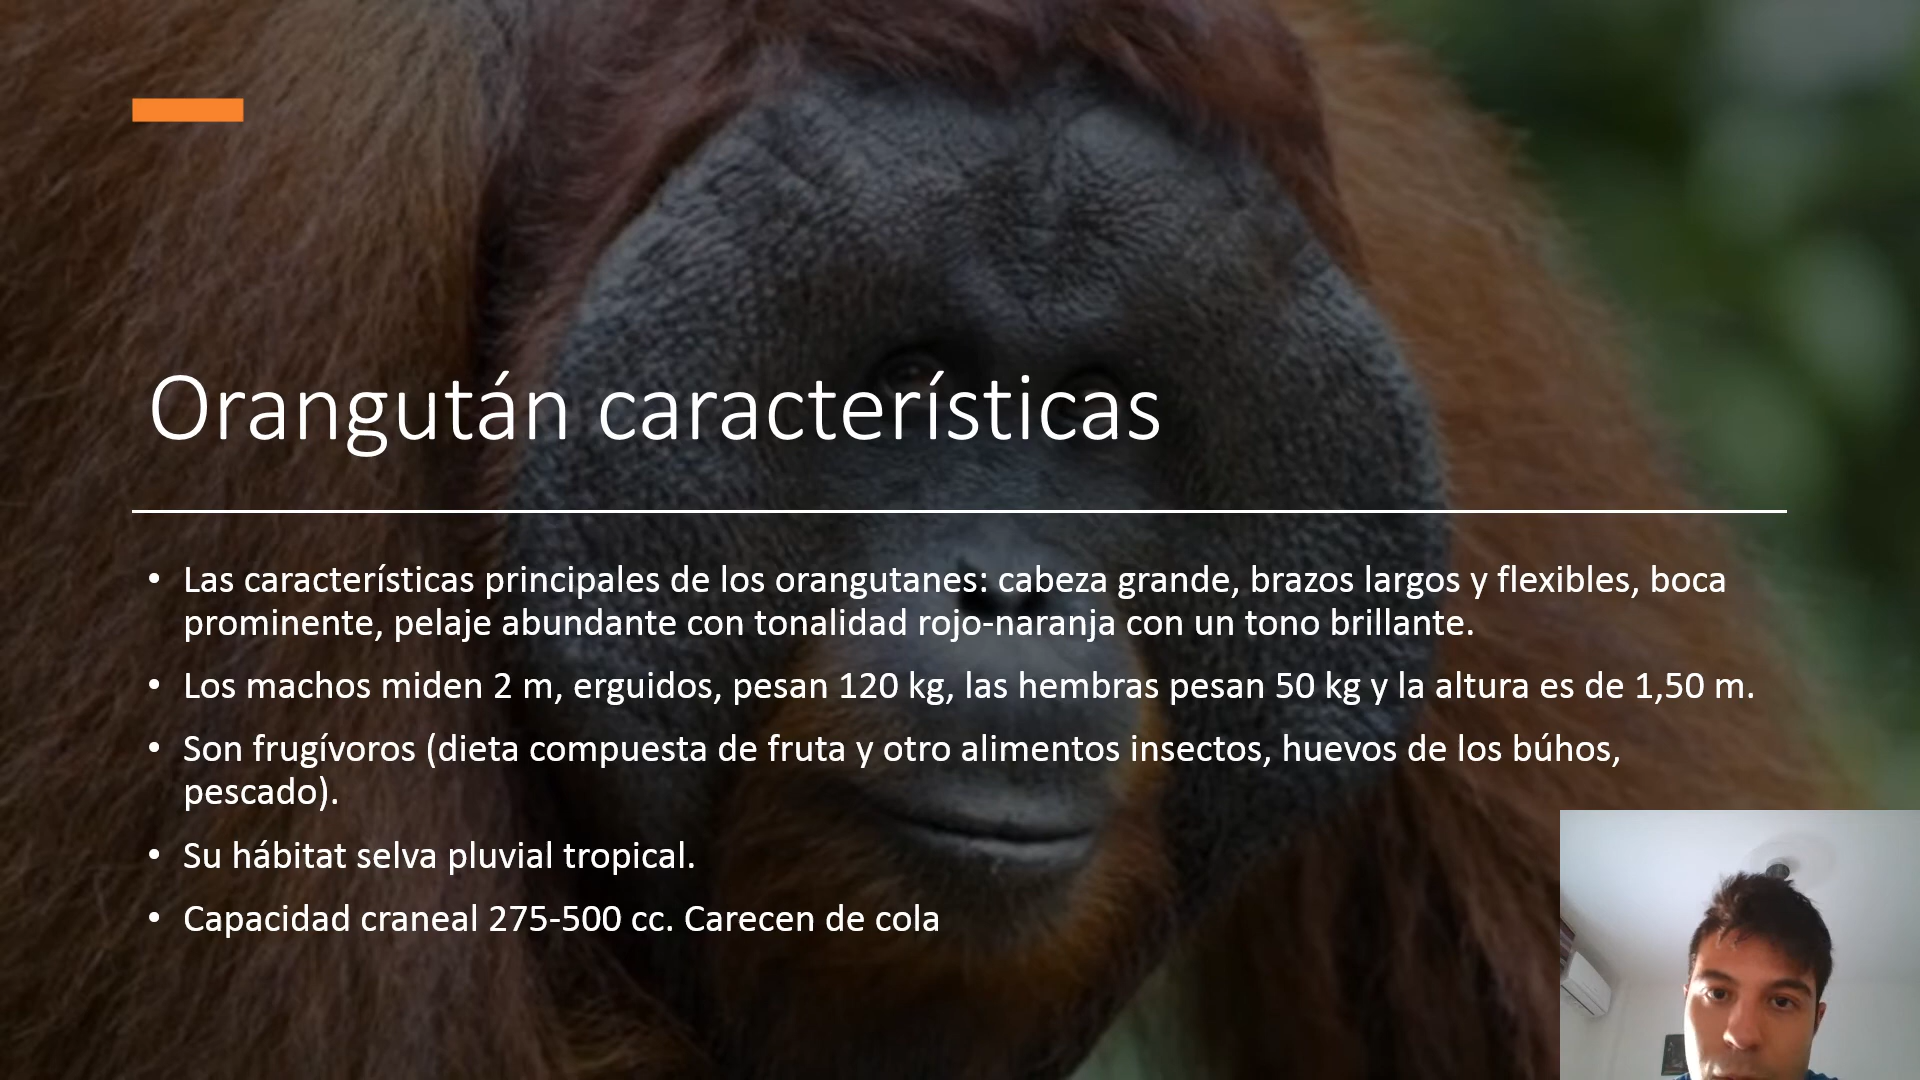 Orangután características
• Las características principales de los orangutanes: cabeza grande, brazos largos y flexibles, boca
prominente, pelaje abundante con tonalidad rojo-naranja con un tono brillante.
• Los machos miden 2 m, erguidos, pesan 120 kg, las hembras pesan 50 kg y la altura es de 1,50 m.
• Son frugívoros (dieta compuesta de fruta y otro alimentos insectos, huevos de los búhos,
pescado).
• Su hábitat selva pluvial tropical.
• Capacidad craneal 275-500 cc. Carecen de cola